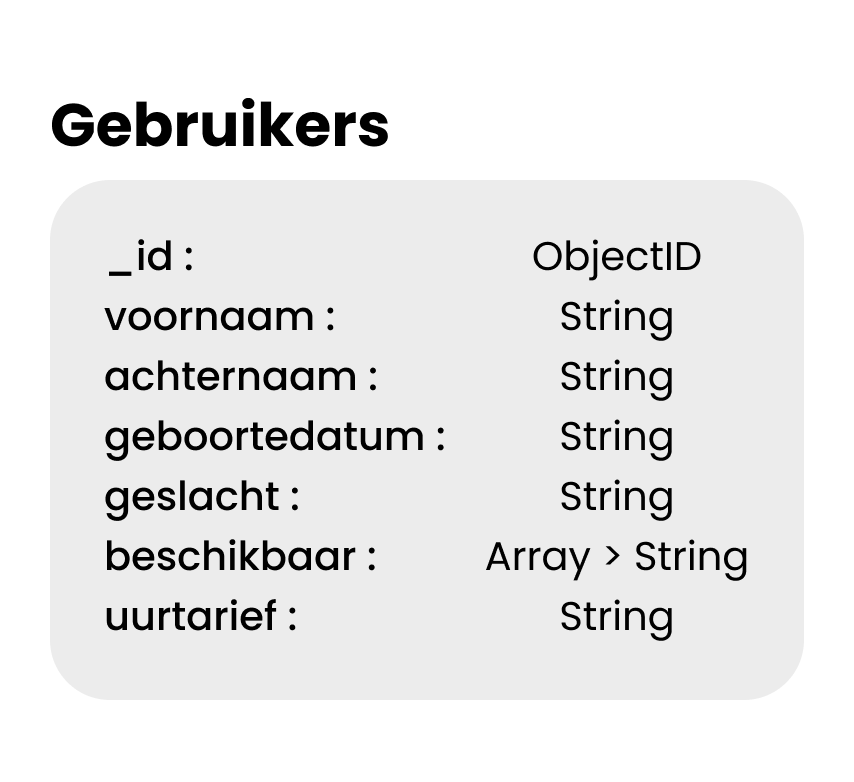 Gebruikers
_id : ObjectID
voornaam : String
achternaam : String
geboortedatum : String
geslacht : String
beschikbaar : Array > String
uurtarief : String